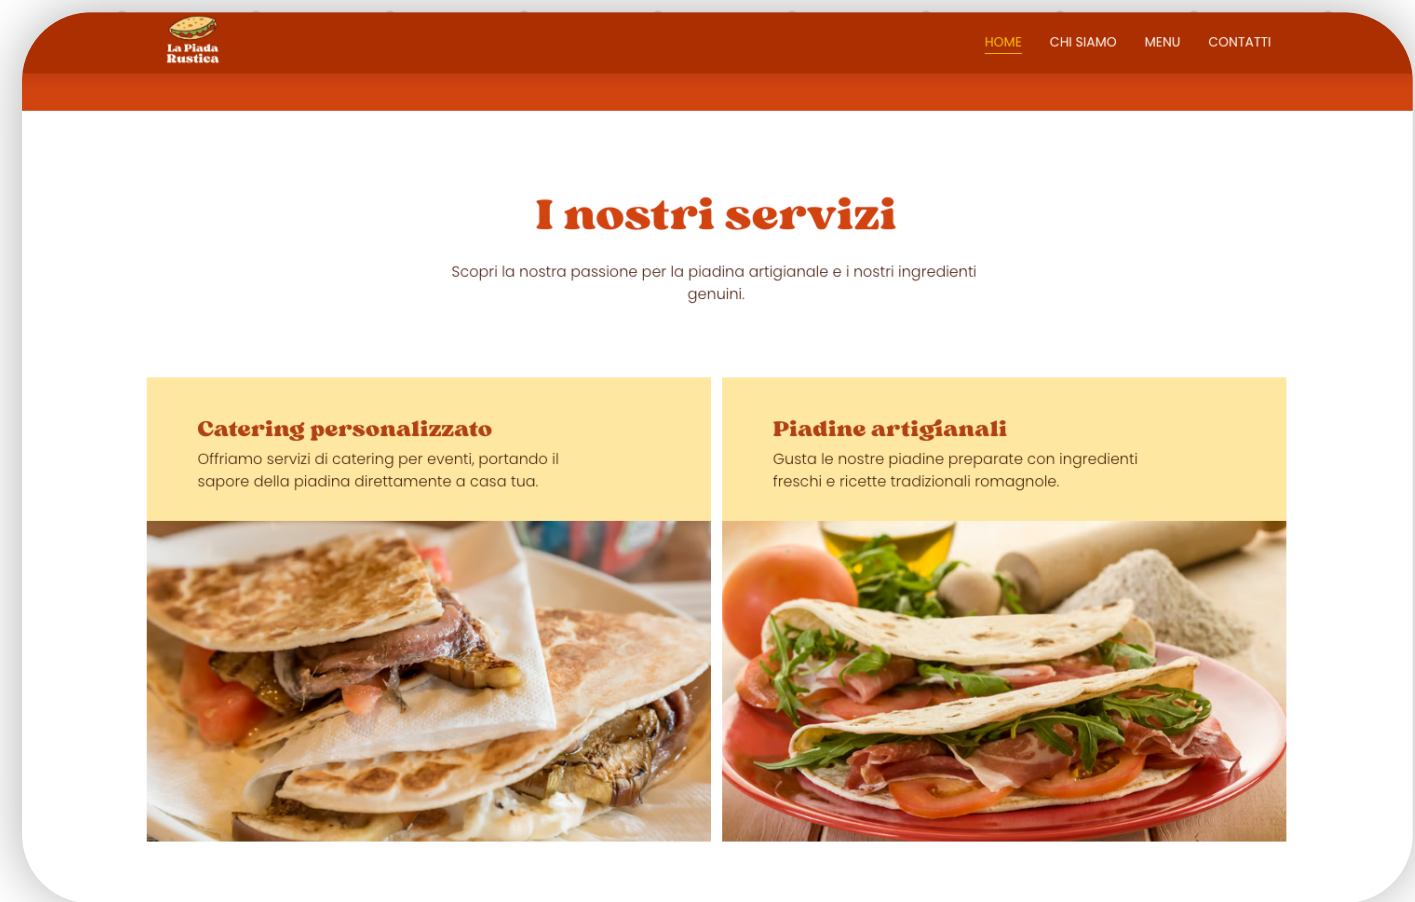 La Piada
Rustica
HOME CHI SIAMO MENU CONTATTI
I nostri servizi
Scopri la nostra passione per la piadina artigianale e i nostri ingredienti
genuini.
Catering personalizzato
Offriamo servizi di catering per eventi, portando il
sapore della piadina direttamente a casa tua.
Piadine artigianali
Gusta le nostre piadine preparate con ingredienti
freschi e ricette tradizionali romagnole.